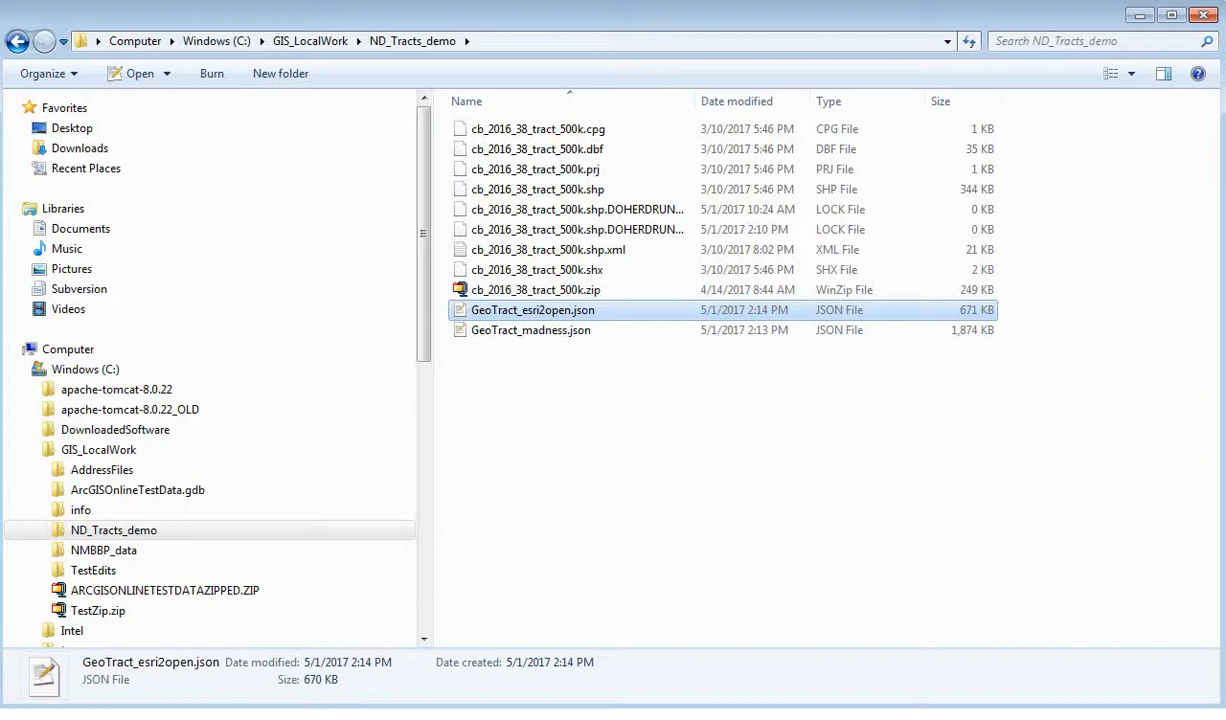 Computer Windows (C:) GIS_LocalWork ND_Tracts_demo Search ND_Tracts_demo
Organize Open Burn New folder
Favorites
Desktop
Downloads
Recent Places
Libraries
Documents
Music
Pictures
Subversion
Videos
Computer
Windows (C:)
apache-tomcat-8.0.22
apache-tomcat-8.0.22_OLD
DownloadedSoftware
GIS_LocalWork
AddressFiles
ArcGISOnlineTestData.gdb
info
ND_Tracts_demo
NMBBP_data
TestEdits
ARCGISONLINETESTDATAZIPPED.ZIP
TestZip.zip
Intel
Name Date modified Type Size
cb_2016_38_tract_500k.cpg 3/10/2017 5:46 PM CPG File 1 KB
cb_2016_38_tract_500k.dbf 3/10/2017 5:46 PM DBF File 35 KB
cb_2016_38_tract_500k.prj 3/10/2017 5:46 PM PRJ File 1 KB
cb_2016_38_tract_500k.shp 3/10/2017 5:46 PM SHP File 344 KB
cb_2016_38_tract_500k.shp.DOHERDRUN... 5/1/2017 10:24 AM LOCK File 0 KB
cb_2016_38_tract_500k.shp.DOHERDRUN... 5/1/2017 2:10 PM LOCK File 0 KB
cb_2016_38_tract_500k.shp.xml 3/10/2017 8:02 PM XML File 21 KB
cb_2016_38_tract_500k.shx 3/10/2017 5:46 PM SHX File 2 KB
cb_2016_38_tract_500k.zip 4/14/2017 8:44 AM WinZip File 249 KB
GeoTract_esri2open.json 5/1/2017 2:14 PM JSON File 671 KB
GeoTract_madness.json 5/1/2017 2:13 PM JSON File 1,874 KB
GeoTract_esri2open.json Date modified: 5/1/2017 2:14 PM Date created: 5/1/2017 2:14 PM
JSON File Size: 670 KB